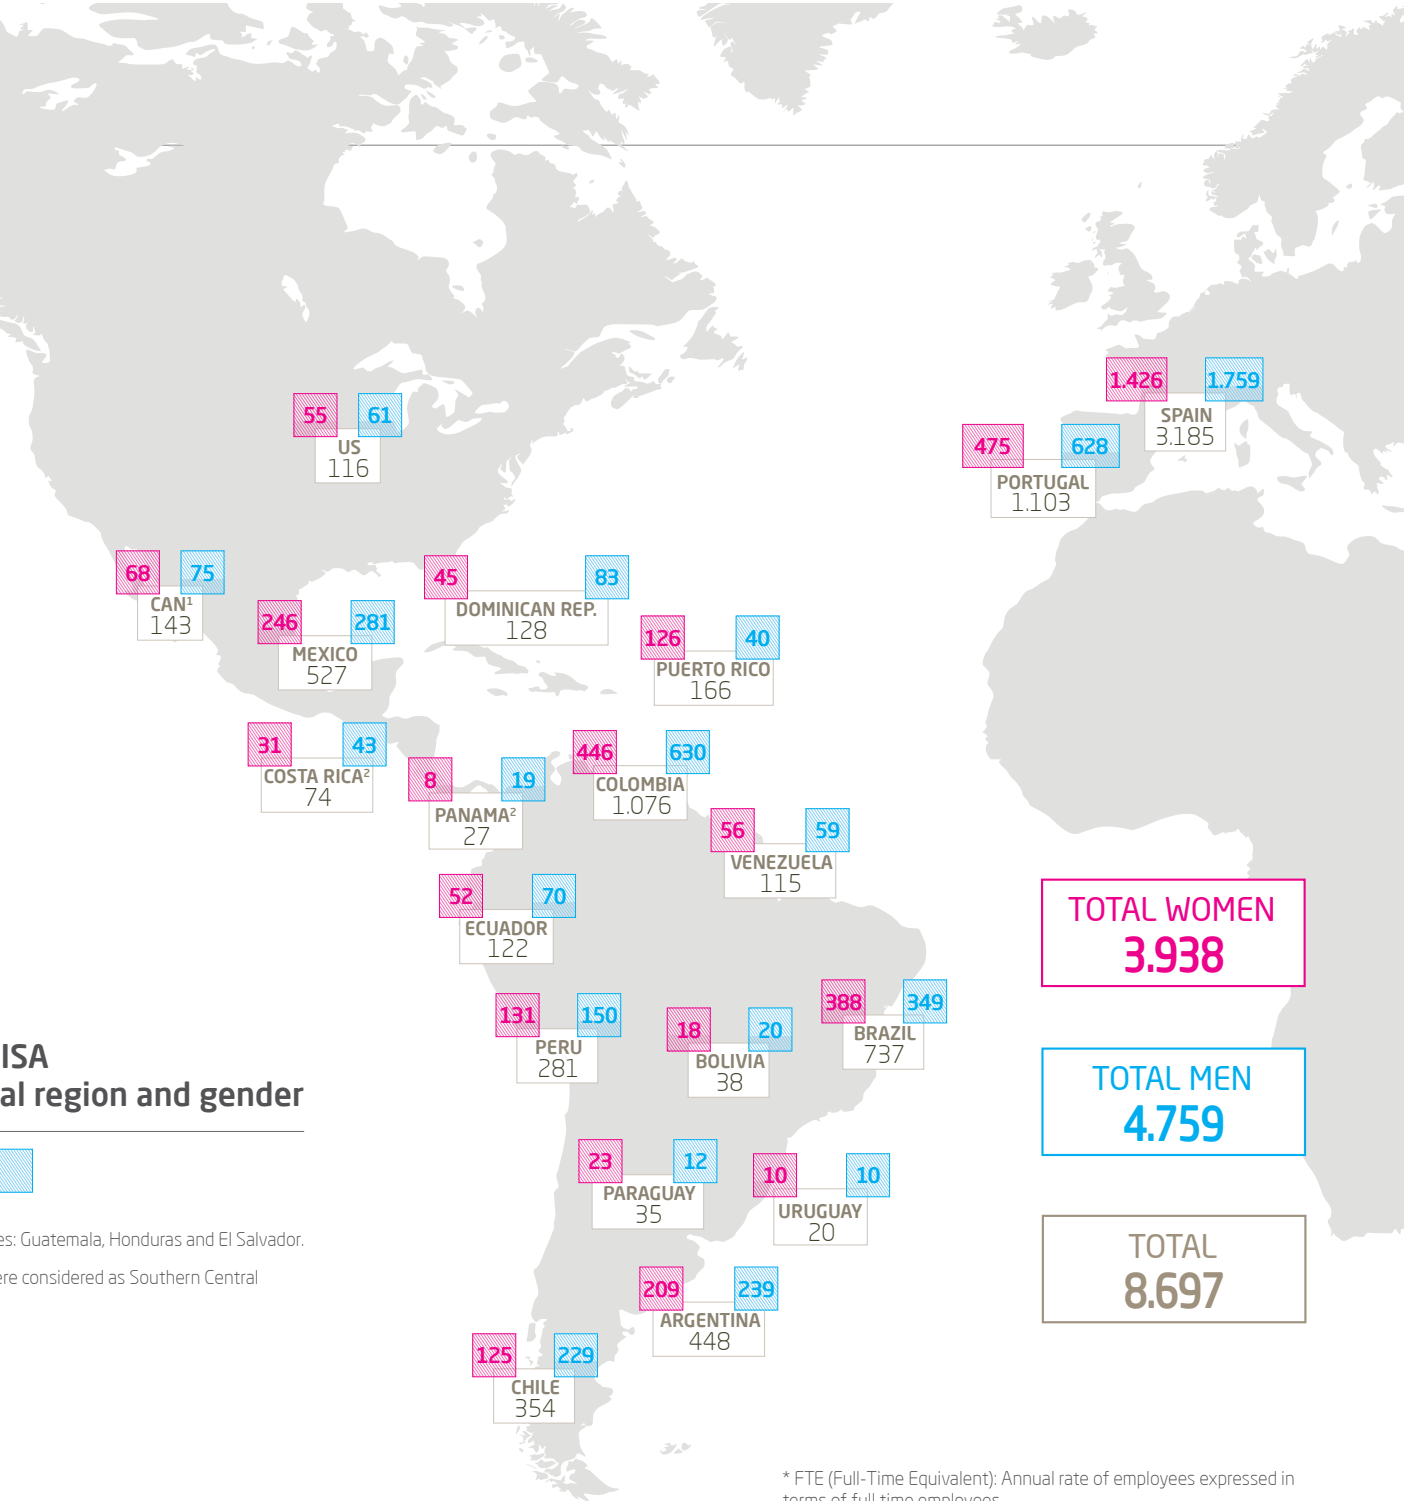 1.426 1.759
SPAIN
3.185
55 61
US
116
475 628
PORTUGAL
1.103
68 75
CAN¹
143
45 83
DOMINICAN REP.
128
246 281
MEXICO
527
126 40
PUERTO RICO
166
31 43
COSTA RICA²
74
8 19
PANAMA²
27
446 630
COLOMBIA
1.076
56 59
VENEZUELA
115
52 70
ECUADOR
122
TOTAL WOMEN
3.938
131 150
PERU
281
18 20
BOLIVIA
38
388 349
BRAZIL
737
ISA
al region and gender
TOTAL MEN
4.759
23 12
PARAGUAY
35
10 10
URUGUAY
20
es: Guatemala, Honduras and El Salvador.
ere considered as Southern Central
TOTAL
8.697
209 239
ARGENTINA
448
125 229
CHILE
354
* FTE (Full-Time Equivalent): Annual rate of employees expressed in
terms of full time employees